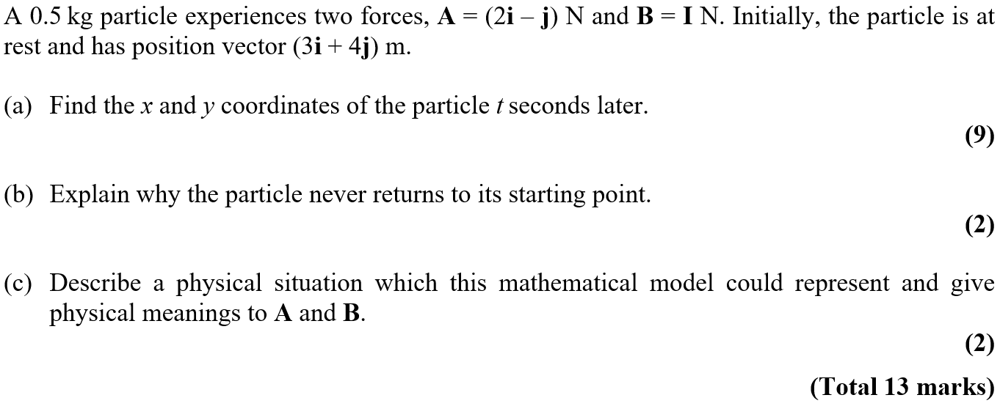 A 0.5 kg particle experiences two forces, A = (2i – j) N and B = I N. Initially, the particle is at
rest and has position vector (3i + 4j) m.
(a) Find the x and y coordinates of the particle t seconds later.
(9)
(b) Explain why the particle never returns to its starting point.
(2)
(c) Describe a physical situation which this mathematical model could represent and give
physical meanings to A and B.
(2)
(Total 13 marks)